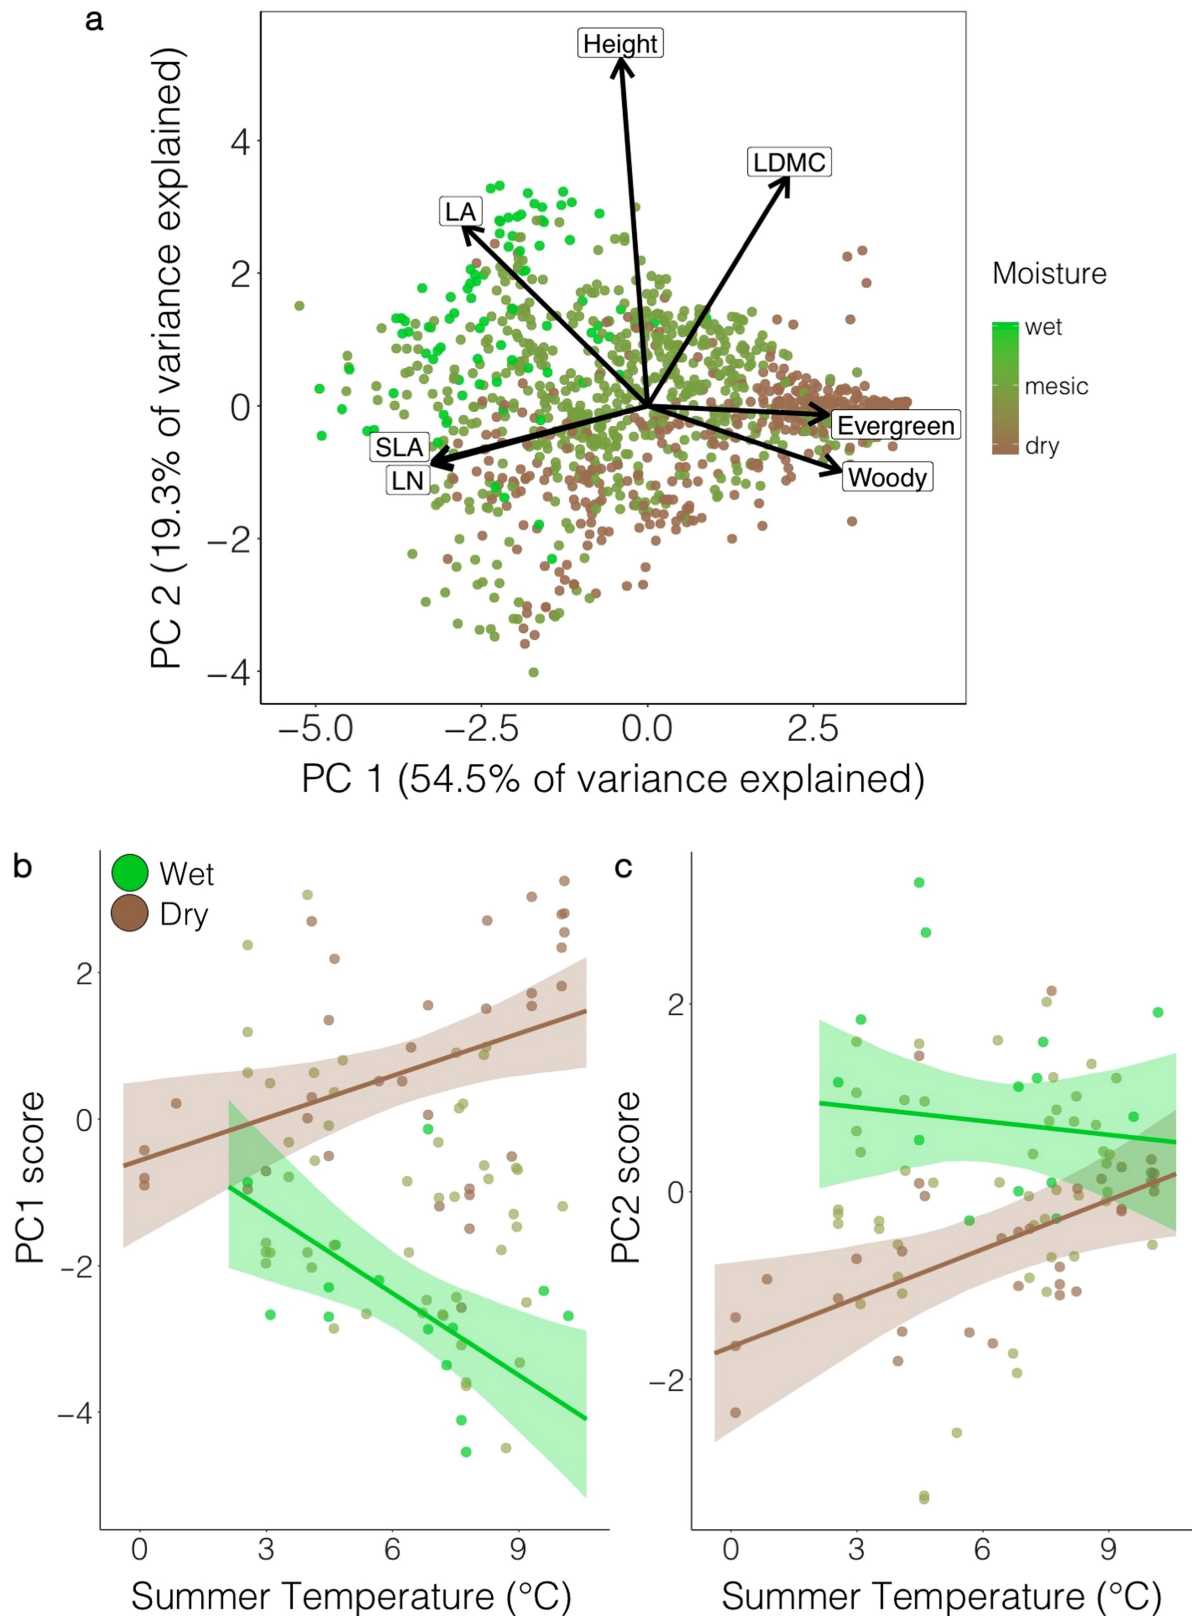 a
Height
LDMC
LA
SLA
LN
Evergreen
Woody
PC 2 (19.3% of variance explained)
4
2
0
−2
−4
−5.0 −2.5 0.0 2.5
PC 1 (54.5% of variance explained)
Moisture
wet
mesic
dry
b
Wet
Dry
PC1 score
2
0
−2
−4
0 3 6 9
Summer Temperature (°C)
c
PC2 score
2
0
−2
0 3 6 9
Summer Temperature (°C)